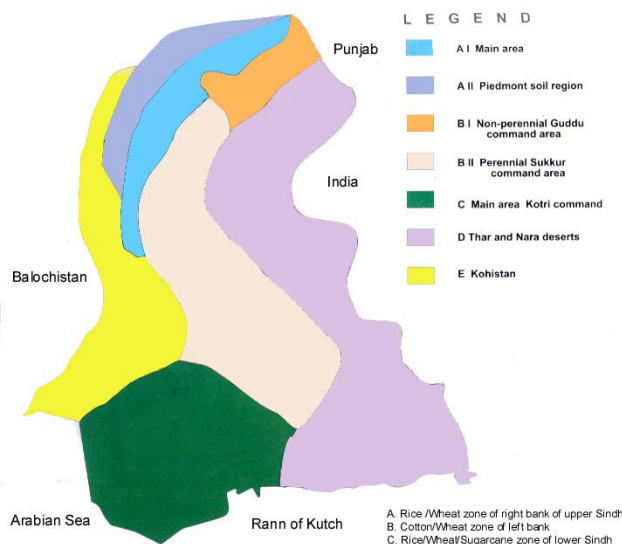 L E G E N D
A I Main area
A II Piedmont soil region
B I Non-perennial Guddu
command area
B II Perennial Sukkur
command area
C Main area Kotri command
D Thar and Nara deserts
E Kohistan
Punjab
India
Balochistan
Arabian Sea
Rann of Kutch
A. Rice /Wheat zone of right bank of upper Sindh
B. Cotton/Wheat zone of left bank
C. Rice/Wheat/Sugarcane zone of lower Sindh